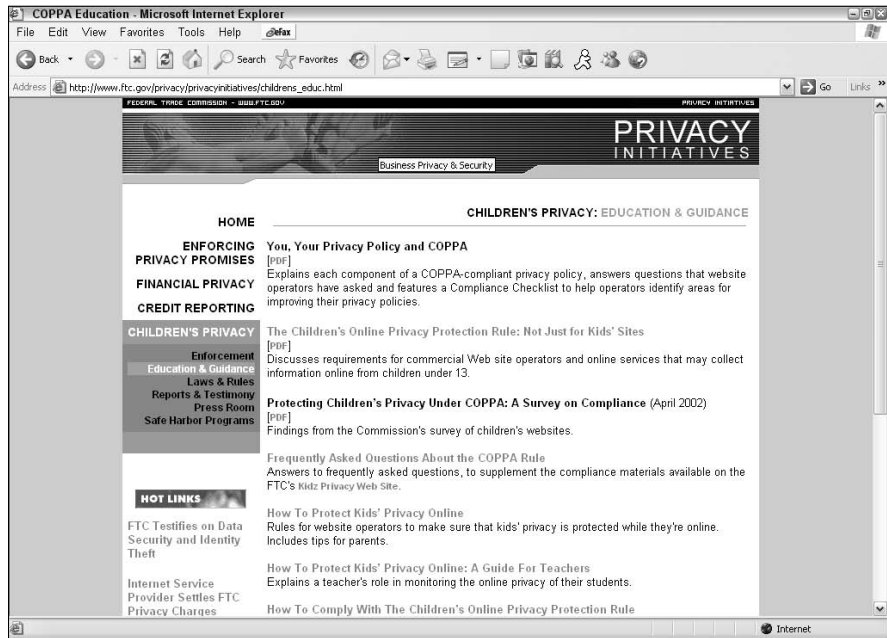 COPPA Education - Microsoft Internet Explorer
File Edit View Favorites Tools Help eFax
Back Search Favorites
Address http://www.ftc.gov/privacy/privacyinitiatives/childrens_educ.html Go Links »
FEDERAL TRADE COMMISSION - WWW.FTC.GOV
PRIVACY INITIATIVES
PRIVACY
INITIATIVES
Business Privacy & Security
HOME
ENFORCING
PRIVACY PROMISES
FINANCIAL PRIVACY
CREDIT REPORTING
CHILDREN'S PRIVACY
Enforcement
Education & Guidance
Laws & Rules
Reports & Testimony
Press Room
Safe Harbor Programs
HOT LINKS
FTC Testifies on Data
Security and Identity
Theft
Internet Service
Provider Settles FTC
Privacy Charges
CHILDREN'S PRIVACY: EDUCATION & GUIDANCE
You, Your Privacy Policy and COPPA
[PDF]
Explains each component of a COPPA-compliant privacy policy, answers questions that website
operators have asked and features a Compliance Checklist to help operators identify areas for
improving their privacy policies.
The Children's Online Privacy Protection Rule: Not Just for Kids' Sites
[PDF]
Discusses requirements for commercial Web site operators and online services that may collect
information online from children under 13.
Protecting Children's Privacy Under COPPA: A Survey on Compliance (April 2002)
[PDF]
Findings from the Commission's survey of children's websites.
Frequently Asked Questions About the COPPA Rule
Answers to frequently asked questions, to supplement the compliance materials available on the
FTC's Kidz Privacy Web Site.
How To Protect Kids' Privacy Online
Rules for website operators to make sure that kids' privacy is protected while they're online.
Includes tips for parents.
How To Protect Kids' Privacy Online: A Guide For Teachers
Explains a teacher's role in monitoring the online privacy of their students.
How To Comply With The Children's Online Privacy Protection Rule
Internet